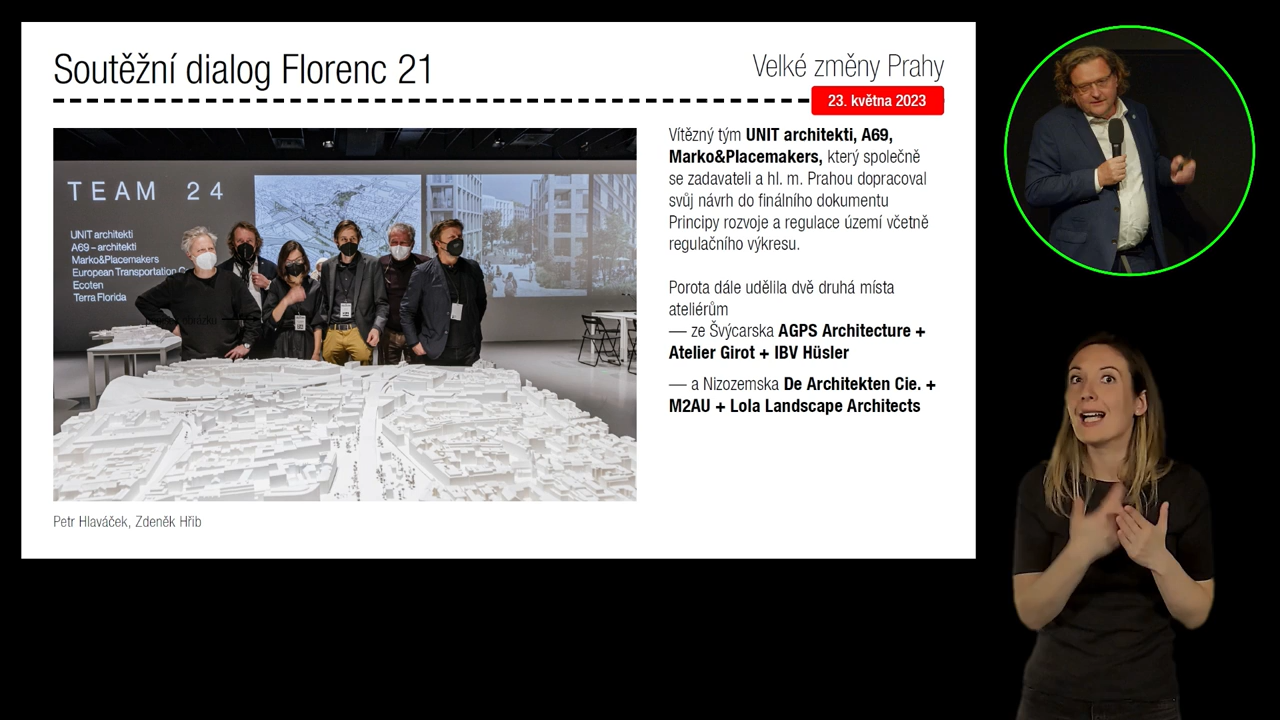 Soutěžní dialog Florenc 21
Velké změny Prahy
23. května 2023
TEAM 24
UNIT architekti
A69 – architekti
Marko&Placemakers
European Transportation C
Ecoten
Terra Florida
Vítězný tým UNIT architekti, A69,
Marko&Placemakers, který společně
se zadavateli a hl. m. Prahou dopracoval
svůj návrh do finálního dokumentu
Principy rozvoje a regulace území včetně
regulačního výkresu.
Porota dále udělila dvě druhá místa
ateliérům
— ze Švýcarska AGPS Architecture +
Atelier Girot + IBV Hüsler
— a Nizozemska De Architekten Cie. +
M2AU + Lola Landscape Architects
Petr Hlaváček, Zdeněk Hřib